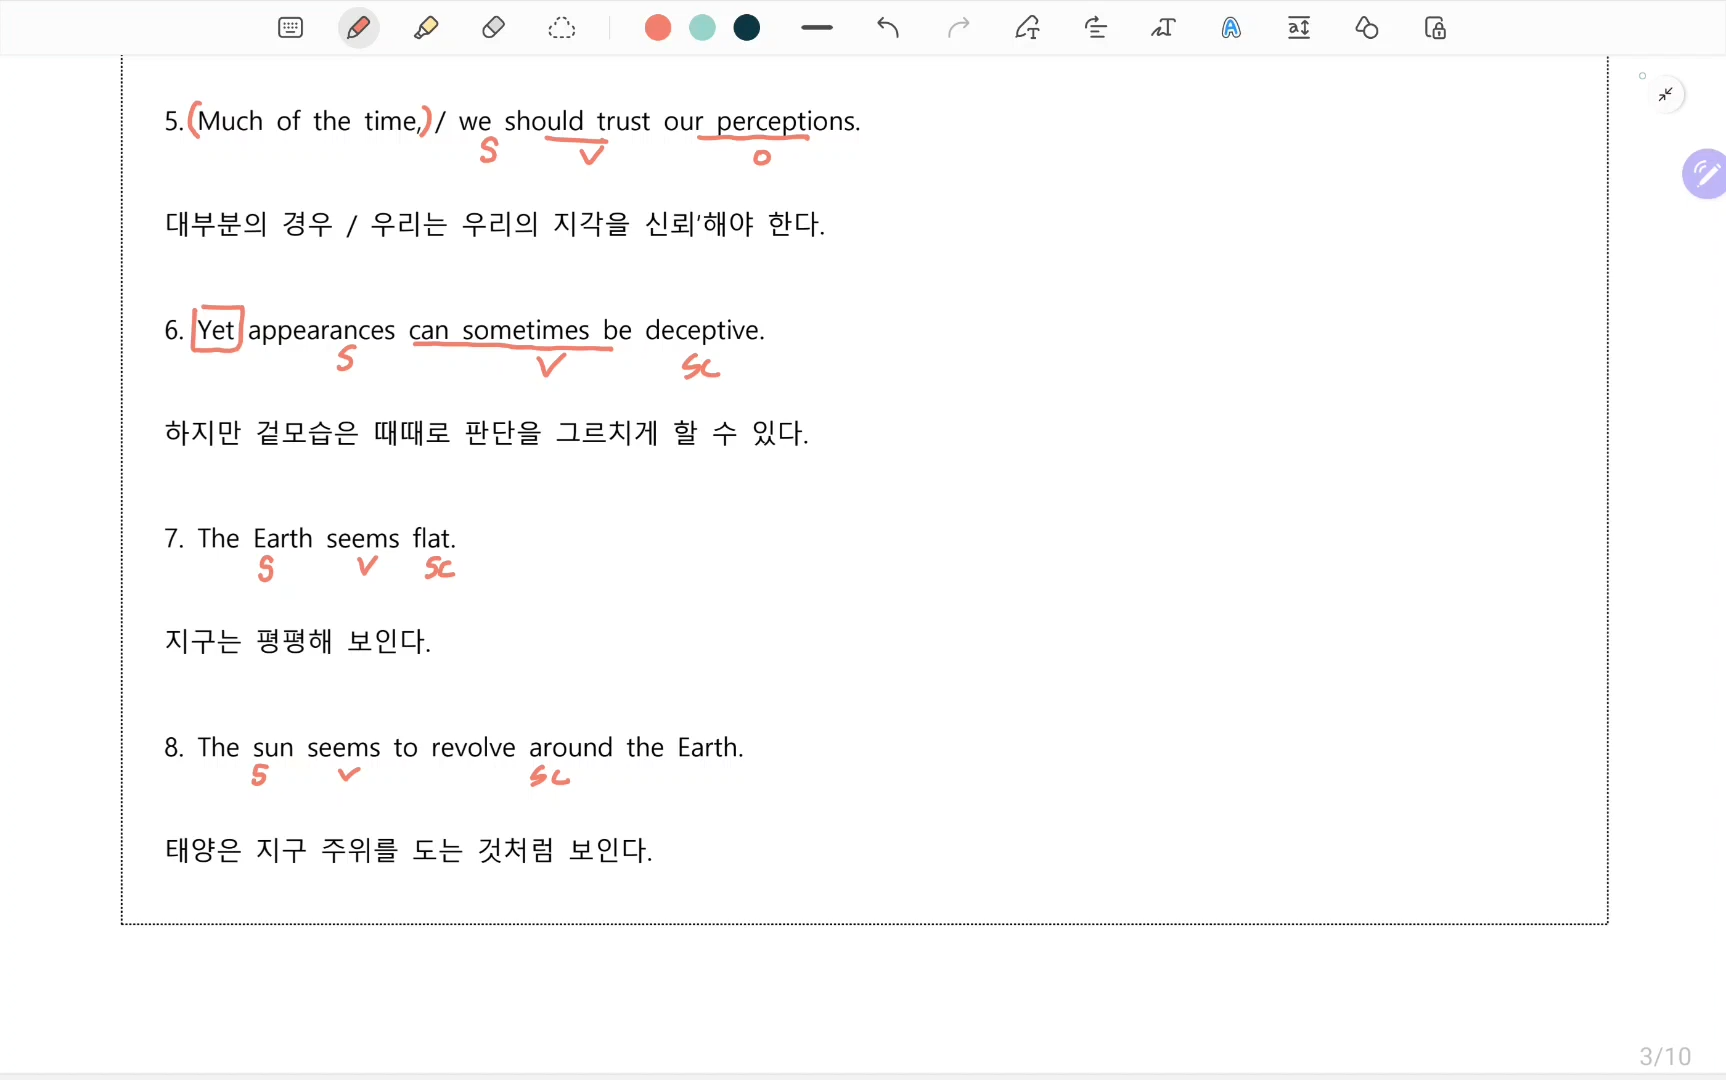 5. (Much of the time,) / we should trust our perceptions.
S V O
대부분의 경우 / 우리는 우리의 지각을 신뢰'해야 한다.
6. Yet appearances can sometimes be deceptive.
S V SC
하지만 겉모습은 때때로 판단을 그르치게 할 수 있다.
7. The Earth seems flat.
S V SC
지구는 평평해 보인다.
8. The sun seems to revolve around the Earth.
S V SC
태양은 지구 주위를 도는 것처럼 보인다.
3/10